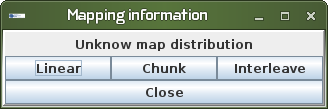 Mapping information
Unknow map distribution
Linear Chunk Interleave
Close